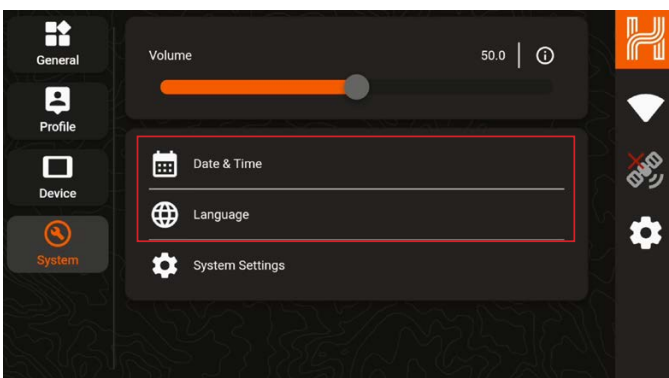 General
Profile
Device
System
Volume
50.0
Date & Time
Language
System Settings